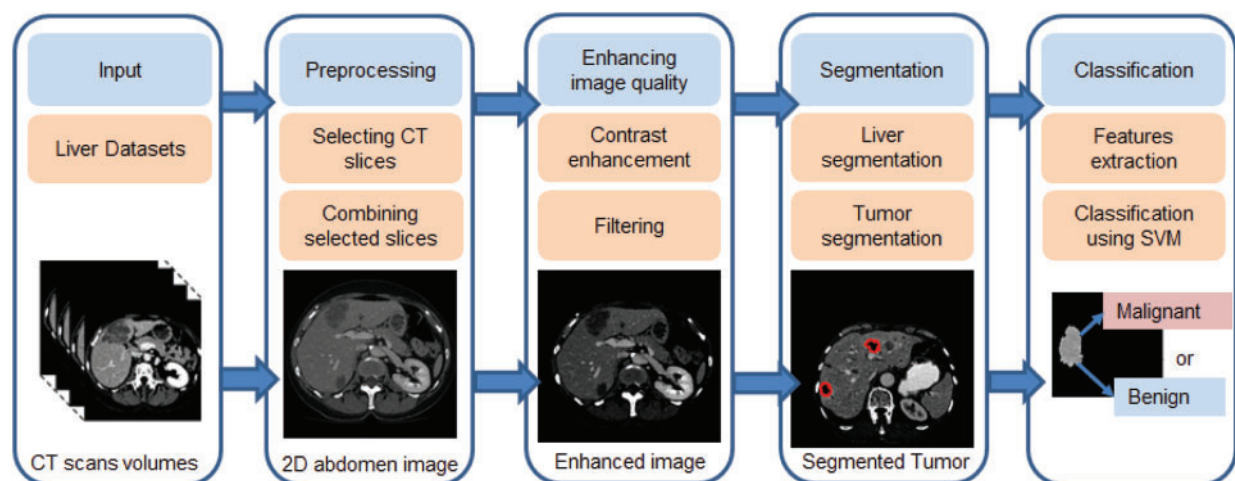 Input
Liver Datasets
CT scans volumes
Preprocessing
Selecting CT
slices
Combining
selected slices
2D abdomen image
Enhancing
image quality
Contrast
enhancement
Filtering
Enhanced image
Segmentation
Liver
segmentation
Tumor
segmentation
Segmented Tumor
Classification
Features
extraction
Classification
using SVM
Malignant
or
Benign